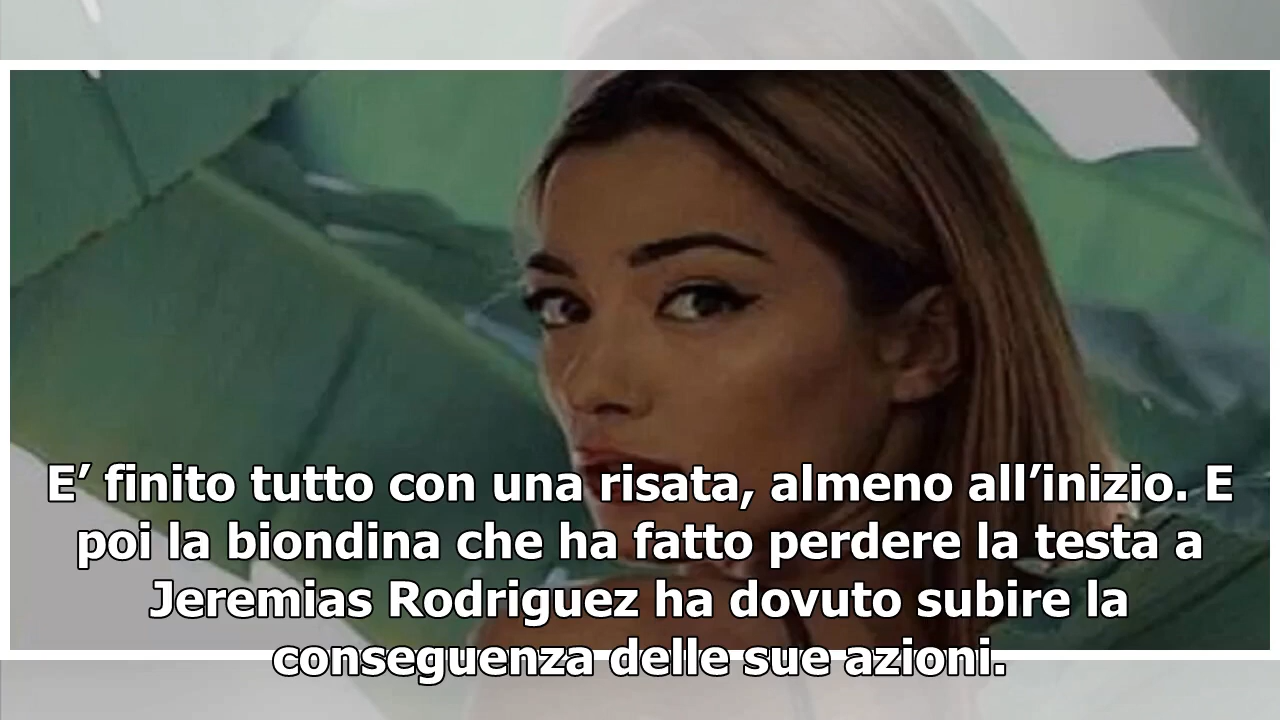 E’ finito tutto con una risata, almeno all’inizio. E
poi la biondina che ha fatto perdere la testa a
Jeremias Rodriguez ha dovuto subire la
conseguenza delle sue azioni.